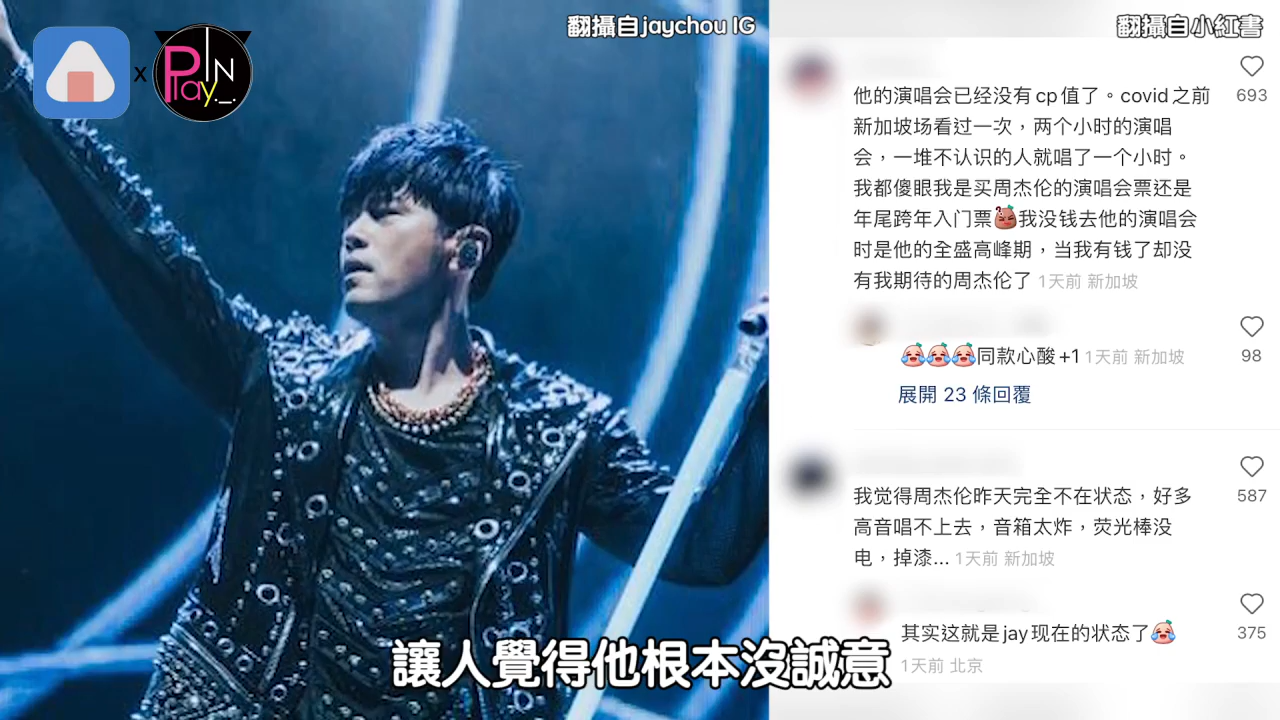 翻攝自jaychou IG
翻攝自小紅書
x
PlN
Play._.
他的演唱会已经没有cp值了。covid之前
693
新加坡场看过一次，两个小时的演唱
会，一堆不认识的人就唱了一个小时。
我都傻眼我是买周杰伦的演唱会票还是
年尾跨年入门票我没钱去他的演唱会
时是他的全盛高峰期，当我有钱了却没
有我期待的周杰伦了 1天前 新加坡
同款心酸+1 1天前 新加坡
98
展開 23 條回覆
我觉得周杰伦昨天完全不在状态，好多
587
高音唱不上去，音箱太炸，荧光棒没
电，掉漆... 1天前 新加坡
其实这就是jay现在的状态了
375
1天前 北京
讓人覺得他根本沒誠意